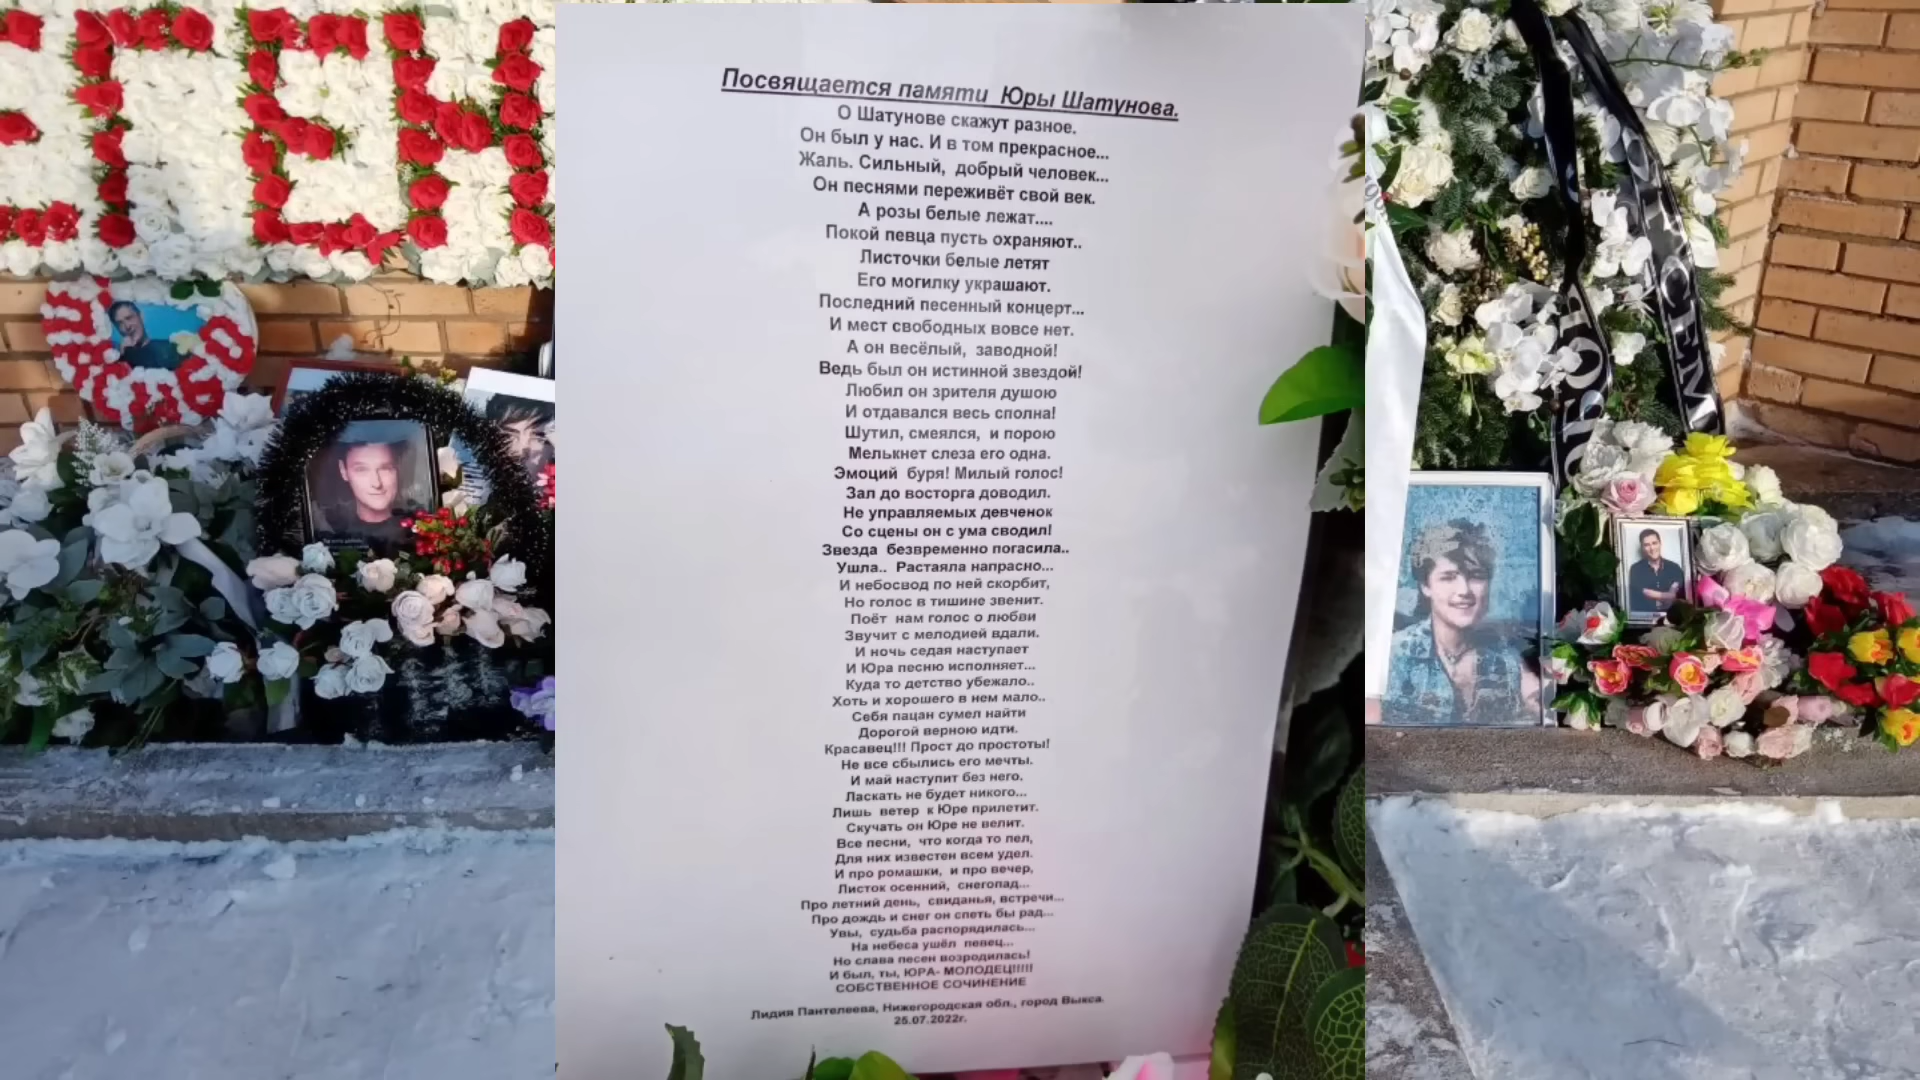 Посвящается памяти Юры Шатунова.
О Шатунове скажут разное.
Он был у нас. И в том прекрасное...
Жаль. Сильный, добрый человек...
Он песнями переживёт свой век.
А розы белые лежат....
Покой певца пусть охраняют..
Листочки белые летят
Его могилку украшают.
Последний песенный концерт...
И мест свободных вовсе нет.
А он весёлый, заводной!
Ведь был он истинной звездой!
Любил он зрителя душою
И отдавался весь сполна!
Шутил, смеялся, и порою
Мелькнет слеза его одна.
Эмоций буря! Милый голос!
Зал до восторга доводил.
Не управляемых девченок
Со сцены он с ума сводил!
Звезда безвременно погасила..
Ушла.. Растаяла напрасно...
И небосвод по ней скорбит,
Но голос в тишине звенит.
Поёт нам голос о любви
Звучит с мелодией вдали.
И ночь седая наступает
И Юра песню исполняет...
Куда то детство убежало..
Хоть и хорошего в нем мало..
Себя пацан сумел найти
Дорогой верною идти.
Красавец!!! Прост до простоты!
Не все сбылись его мечты.
И май наступит без него.
Ласкать не будет никого...
Лишь ветер к Юре прилетит.
Скучать он Юре не велит.
Все песни, что когда то пел,
Для них известен всем удел.
И про ромашки, и про вечер,
Листок осенний, снегопад...
Про летний день, свиданья, встречи...
Про дождь и снег он спеть бы рад...
Увы, судьба распорядилась...
На небеса ушёл певец...
Но слава песен возродилась!
И был, ты, ЮРА- МОЛОДЕЦ!!!!!
СОБСТВЕННОЕ СОЧИНЕНИЕ
Лидия Пантелеева, Нижегородская обл., город Выкса.
25.07.2022г.